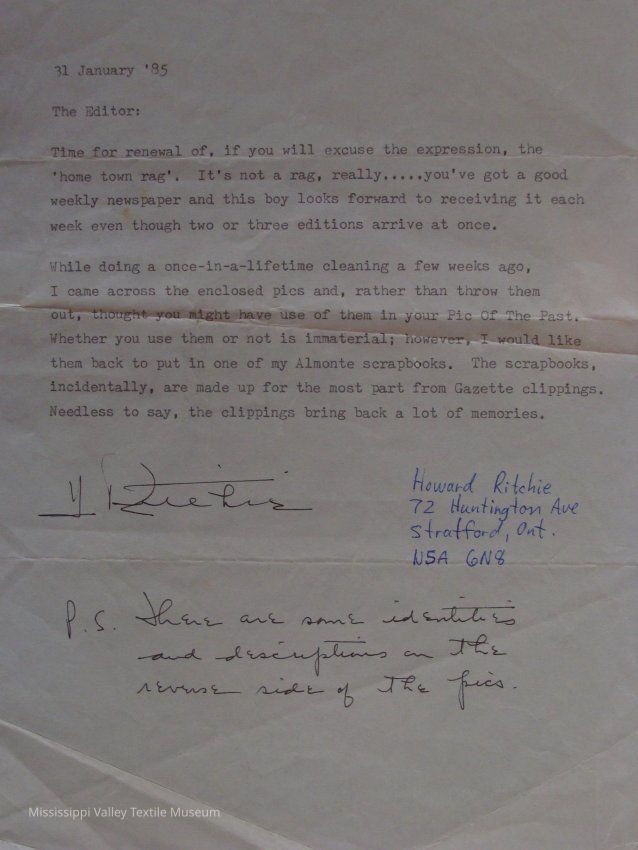 31 January '85
The Editor:
Time for renewal of, if you will excuse the expression, the
'home town rag'.  It's not a rag, really.....you've got a good
weekly newspaper and this boy looks forward to receiving it each
week even though two or three editions arrive at once.
While doing a once-in-a-lifetime cleaning a few weeks ago,
I came across the enclosed pics and, rather than throw them
out, thought you might have use of them in your Pic Of The Past.
Whether you use them or not is immaterial; however, I would like
them back to put in one of my Almonte scrapbooks.  The scrapbooks,
incidentally, are made up for the most part from Gazette clippings.
Needless to say, the clippings bring back a lot of memories.
H Ritchie
Howard Ritchie
72 Huntington Ave
Stratford, Ont.
N5A 6N8
P.S. There are some identities
and descriptions on the
reverse side of the pics.
Mississippi Valley Textile Museum